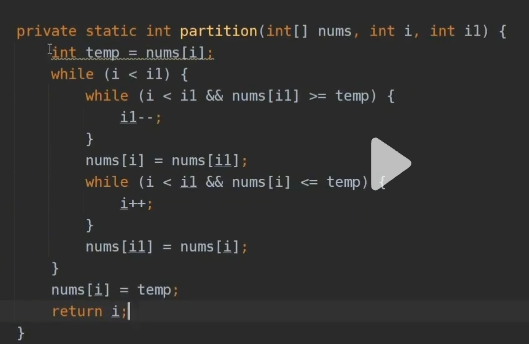 private static int partition(int[] nums, int i, int i1) {
    int temp = nums[i];
    while (i < i1) {
        while (i < i1 && nums[i1] >= temp) {
            i1--;
        }
        nums[i] = nums[i1];
        while (i < i1 && nums[i] <= temp) {
            i++;
        }
        nums[i1] = nums[i];
    }
    nums[i] = temp;
    return i;
}